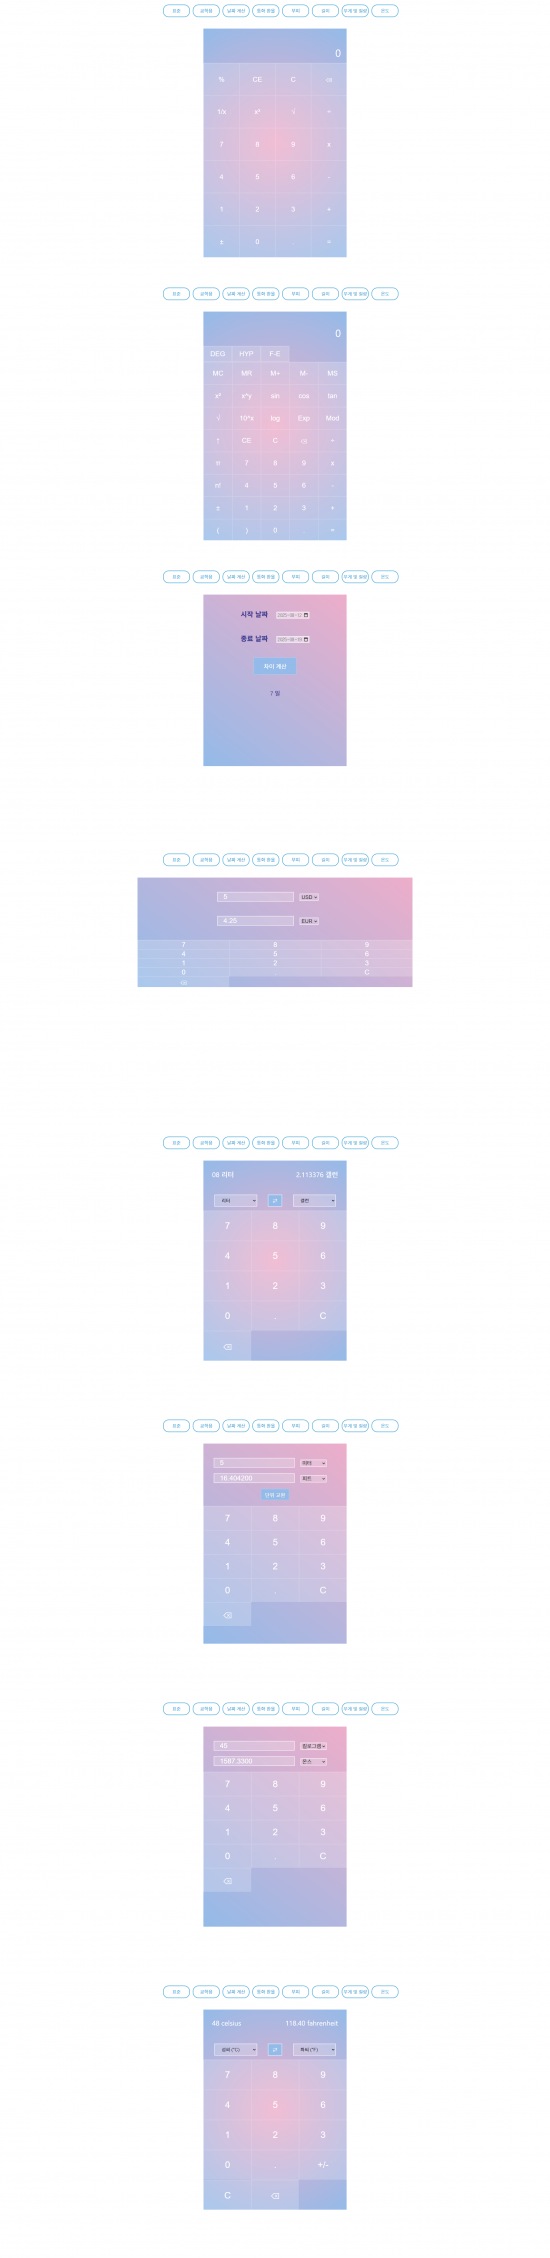 표준 공학용 날짜 계산 통화 환율 부피 길이 무게 및 질량 온도
0
% CE C ⌫
1/x x² √ ÷
7 8 9 x
4 5 6 -
1 2 3 +
± 0 . =
표준 공학용 날짜 계산 통화 환율 부피 길이 무게 및 질량 온도
0
DEG HYP F-E
MC MR M+ M- MS
x² x^y sin cos tan
√ 10^x log Exp Mod
↑ CE C ⌫ ÷
π 7 8 9 x
n! 4 5 6 -
± 1 2 3 +
( ) 0 . =
표준 공학용 날짜 계산 통화 환율 부피 길이 무게 및 질량 온도
시작 날짜
종료 날짜
차이 계산
7 일
표준 공학용 날짜 계산 통화 환율 부피 길이 무게 및 질량 온도
5 USD
4.25 EUR
7 8 9
4 5 6
1 2 3
0 . C
⌫
표준 공학용 날짜 계산 통화 환율 부피 길이 무게 및 질량 온도
08 리터 2.113376 갤런
리터 갤런
7 8 9
4 5 6
1 2 3
0 . C
⌫
표준 공학용 날짜 계산 통화 환율 부피 길이 무게 및 질량 온도
5 미터
16.404200 피트
단위 교환
7 8 9
4 5 6
1 2 3
0 . C
⌫
표준 공학용 날짜 계산 통화 환율 부피 길이 무게 및 질량 온도
45 킬로그램
1587.3300 온스
7 8 9
4 5 6
1 2 3
0 . C
⌫
표준 공학용 날짜 계산 통화 환율 부피 길이 무게 및 질량 온도
48 celsius 118.40 fahrenheit
섭씨 (°C) 화씨 (°F)
7 8 9
4 5 6
1 2 3
0 . +/-
C ⌫